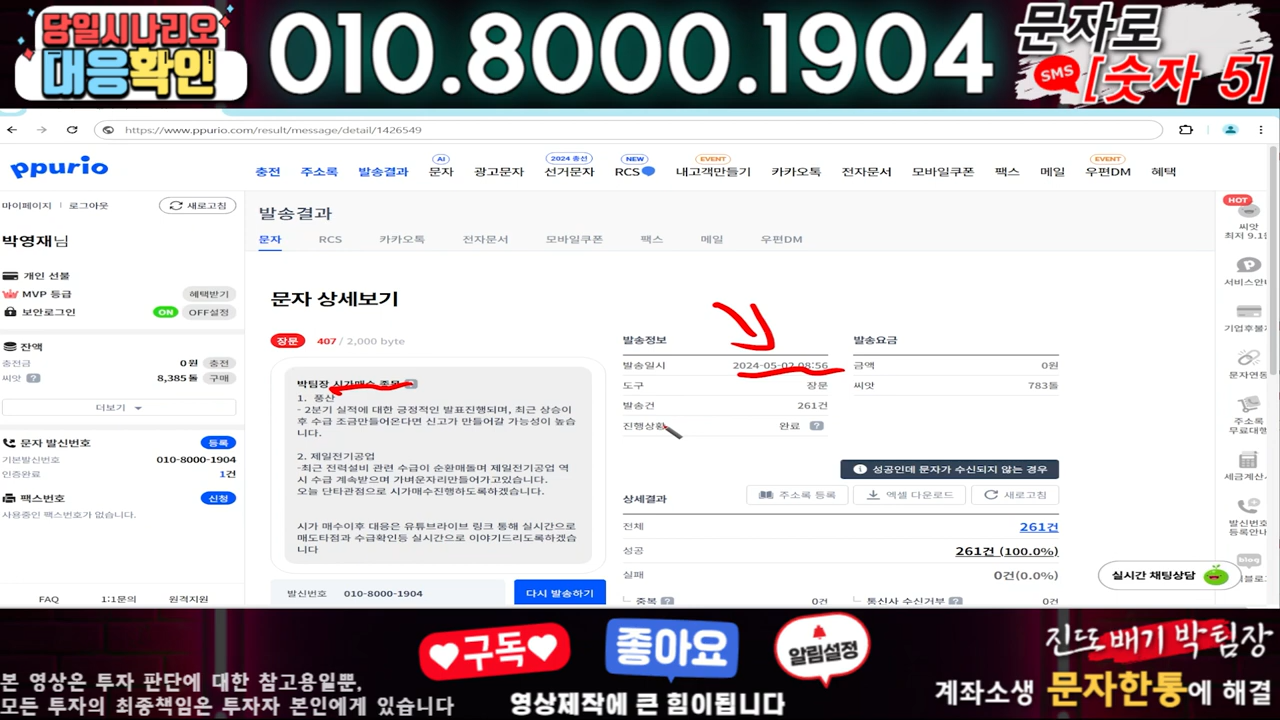 당일시나리오
대응확인
010.8000.1904
문자로
SMS
[숫자 5]
https://www.ppurio.com/result/message/detail/1426549
ppurio
충전
주소록
발송결과
AI
문자
광고문자
2024 총선
선거문자
NEW
RCS
EVENT
내고객만들기
카카오톡
전자문서
모바일쿠폰
팩스
메일
EVENT
우편DM
혜택
마이페이지 | 로그아웃
새로고침
박영재님
개인 선불
MVP 등급
혜택받기
보안로그인
ON
OFF설정
잔액
충전금
0원
충전
씨앗 ?
8,385톨
구매
더보기
문자 발신번호
등록
기본발신번호
010-8000-1904
인증완료
1건
팩스번호
신청
사용중인 팩스번호가 없습니다.
FAQ
1:1문의
원격지원
발송결과
문자
RCS
카카오톡
전자문서
모바일쿠폰
팩스
메일
우편DM
문자 상세보기
장문
407 / 2,000 byte
박팀장 시가매수 종목
1. 풍산
- 2분기 실적에 대한 긍정적인 발표진행되며, 최근 상승이
후 수급 조금만들어온다면 신고가 만들어갈 가능성이 높습
니다.
2. 제일전기공업
-최근 전력설비 관련 수급이 순환매돌며 제일전기공업 역
시 수급 계속받으며 가벼운자리만들어가고있습니다.
오늘 단타관점으로 시가매수진행하도록하겠습니다.
시가 매수이후 대응은 유튜브라이브 링크 통해 실시간으로
매도타점과 수급확인등 실시간으로 이야기드리도록하겠습
니다
발신번호
010-8000-1904
다시 발송하기
발송정보
발송일시
2024-05-02 08:56
도구
장문
발송건
261건
진행상황
완료 ?
발송요금
금액
0원
씨앗
783톨
성공인데 문자가 수신되지 않는 경우
상세결과
주소록 등록
엑셀 다운로드
새로고침
전체
261건
성공
261건 (100.0%)
실패
0건(0.0%)
중복 ?
0건
통신사 수신거부 ?
0건
HOT
씨앗
최저 9.1원
서비스안
기업후불
문자연동
주소록
무료대행
세금계산
발신번호
등록안내
blog
실시간 채팅상담
구독
좋아요
알림설정
영상제작에 큰 힘이됩니다
본 영상은 투자 판단에 대한 참고용일뿐,
모든 투자의 최종책임은 투자자 본인에게 있습니다
진또배기 박팀장
계좌소생 문자한통에 해결